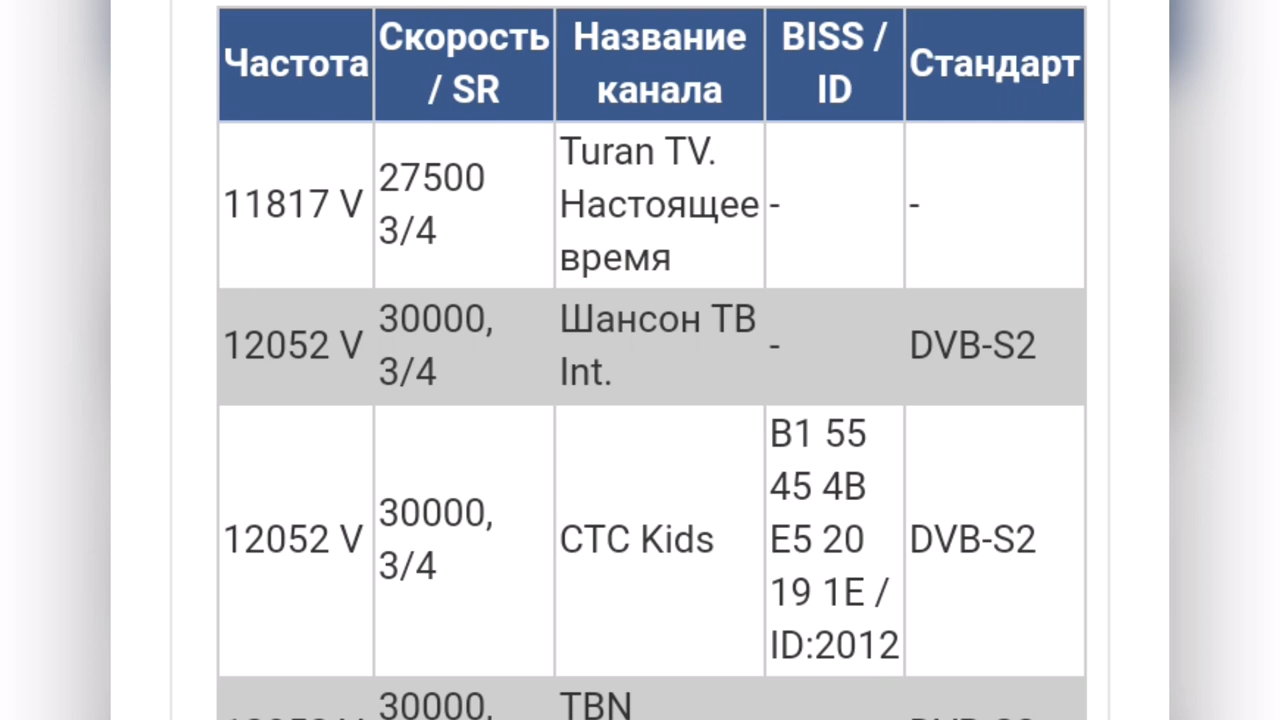 Частота
Скорость
/ SR
Название
канала
BISS /
ID
Стандарт
11817 V
27500
3/4
Turan TV.
Настоящее
время
-
-
12052 V
30000,
3/4
Шансон ТВ
Int.
-
DVB-S2
12052 V
30000,
3/4
СТС Kids
B1 55
45 4B
E5 20
19 1E /
ID:2012
DVB-S2
30000,
TBN